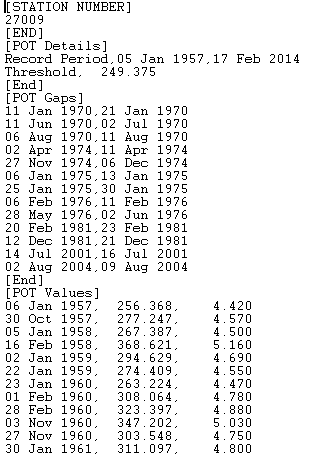 [STATION NUMBER]
27009
[END]
[POT Details]
Record Period,05 Jan 1957,17 Feb 2014
Threshold,  249.375
[End]
[POT Gaps]
11 Jan 1970,21 Jan 1970
11 Jun 1970,02 Jul 1970
06 Aug 1970,11 Aug 1970
02 Apr 1974,11 Apr 1974
27 Nov 1974,06 Dec 1974
06 Jan 1975,13 Jan 1975
25 Jan 1975,30 Jan 1975
06 Feb 1976,11 Feb 1976
28 May 1976,02 Jun 1976
20 Feb 1981,23 Feb 1981
12 Dec 1981,21 Dec 1981
14 Jul 2001,16 Jul 2001
02 Aug 2004,09 Aug 2004
[End]
[POT Values]
06 Jan 1957,  256.368,    4.420
30 Oct 1957,  277.247,    4.570
05 Jan 1958,  267.387,    4.500
16 Feb 1958,  368.621,    5.160
02 Jan 1959,  294.629,    4.690
22 Jan 1959,  274.409,    4.550
23 Jan 1960,  263.224,    4.470
01 Feb 1960,  308.064,    4.780
28 Feb 1960,  323.397,    4.880
03 Nov 1960,  347.202,    5.030
27 Nov 1960,  303.548,    4.750
30 Jan 1961,  311.097,    4.800